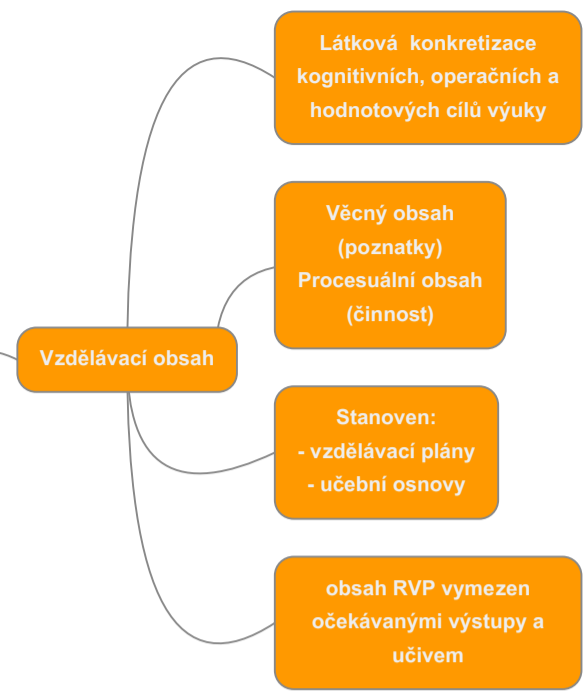 Látková konkretizace
kognitivních, operačních a
hodnotových cílů výuky
Věcný obsah
(poznatky)
Procesuální obsah
(činnost)
Vzdělávací obsah
Stanoven:
- vzdělávací plány
- učební osnovy
obsah RVP vymezen
očekávanými výstupy a
učivem